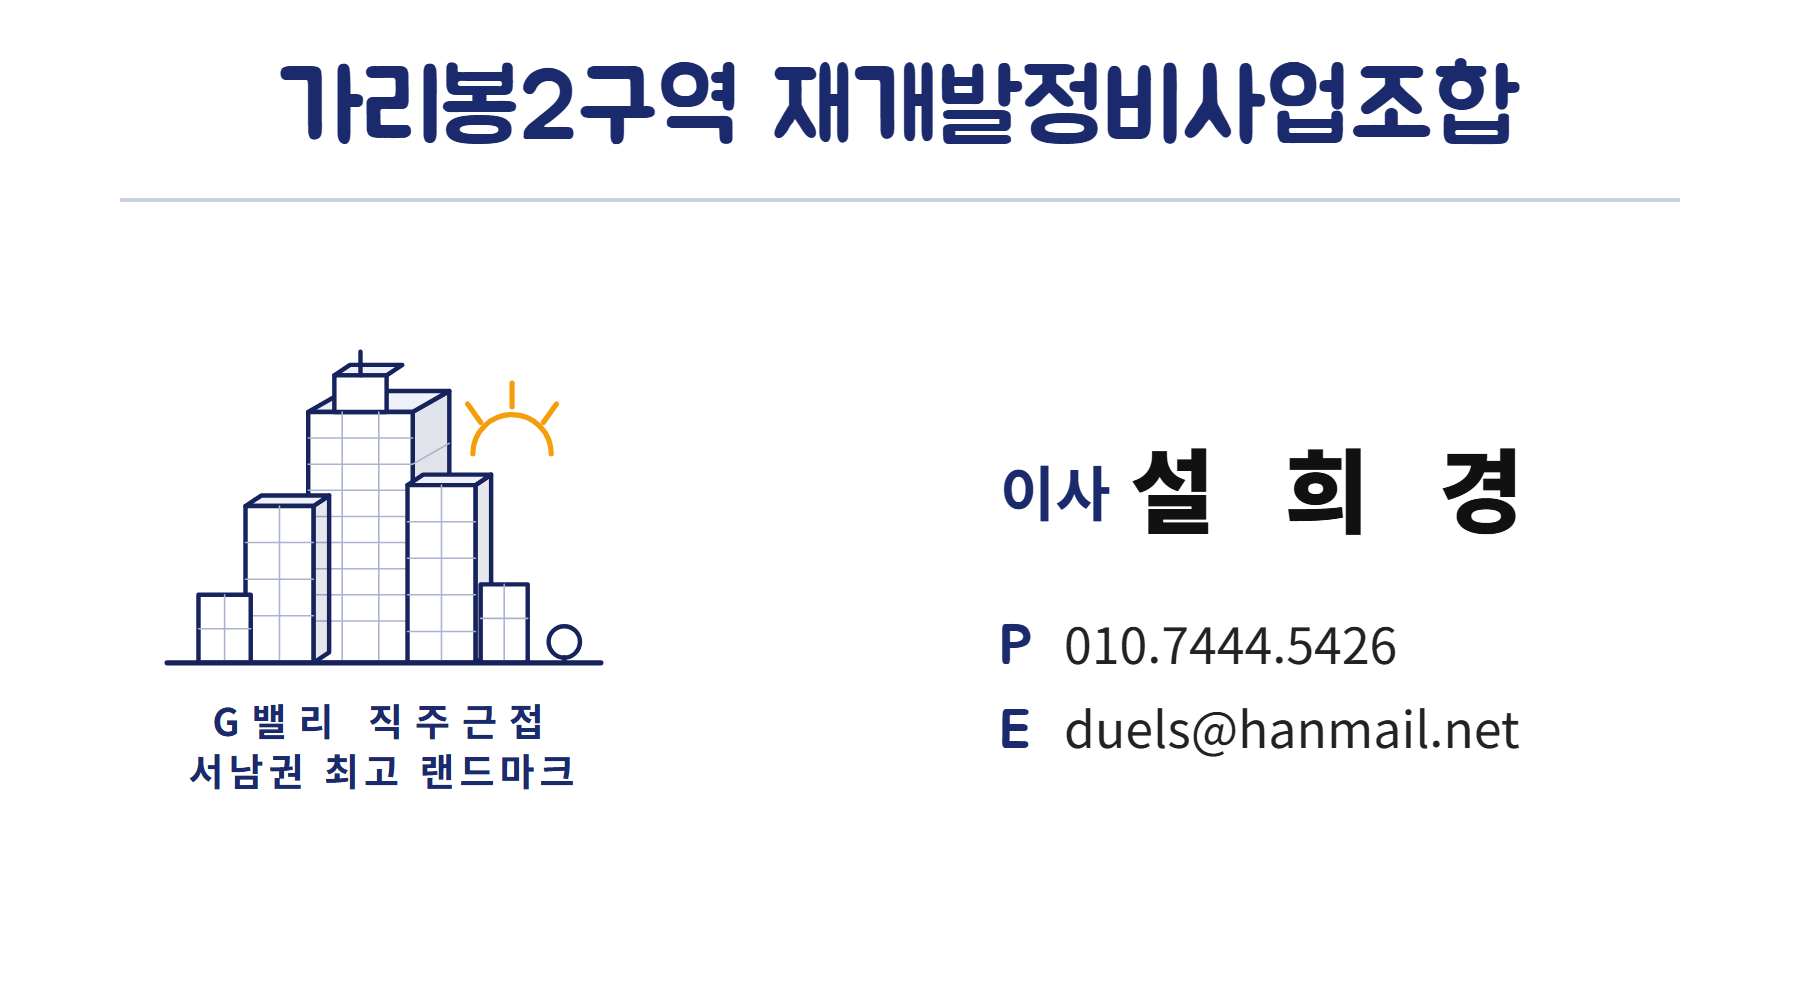 가리봉2구역 재개발정비사업조합
G밸리 직주근접
서남권 최고 랜드마크
이사 설 희 경
P 010.7444.5426
E duels@hanmail.net